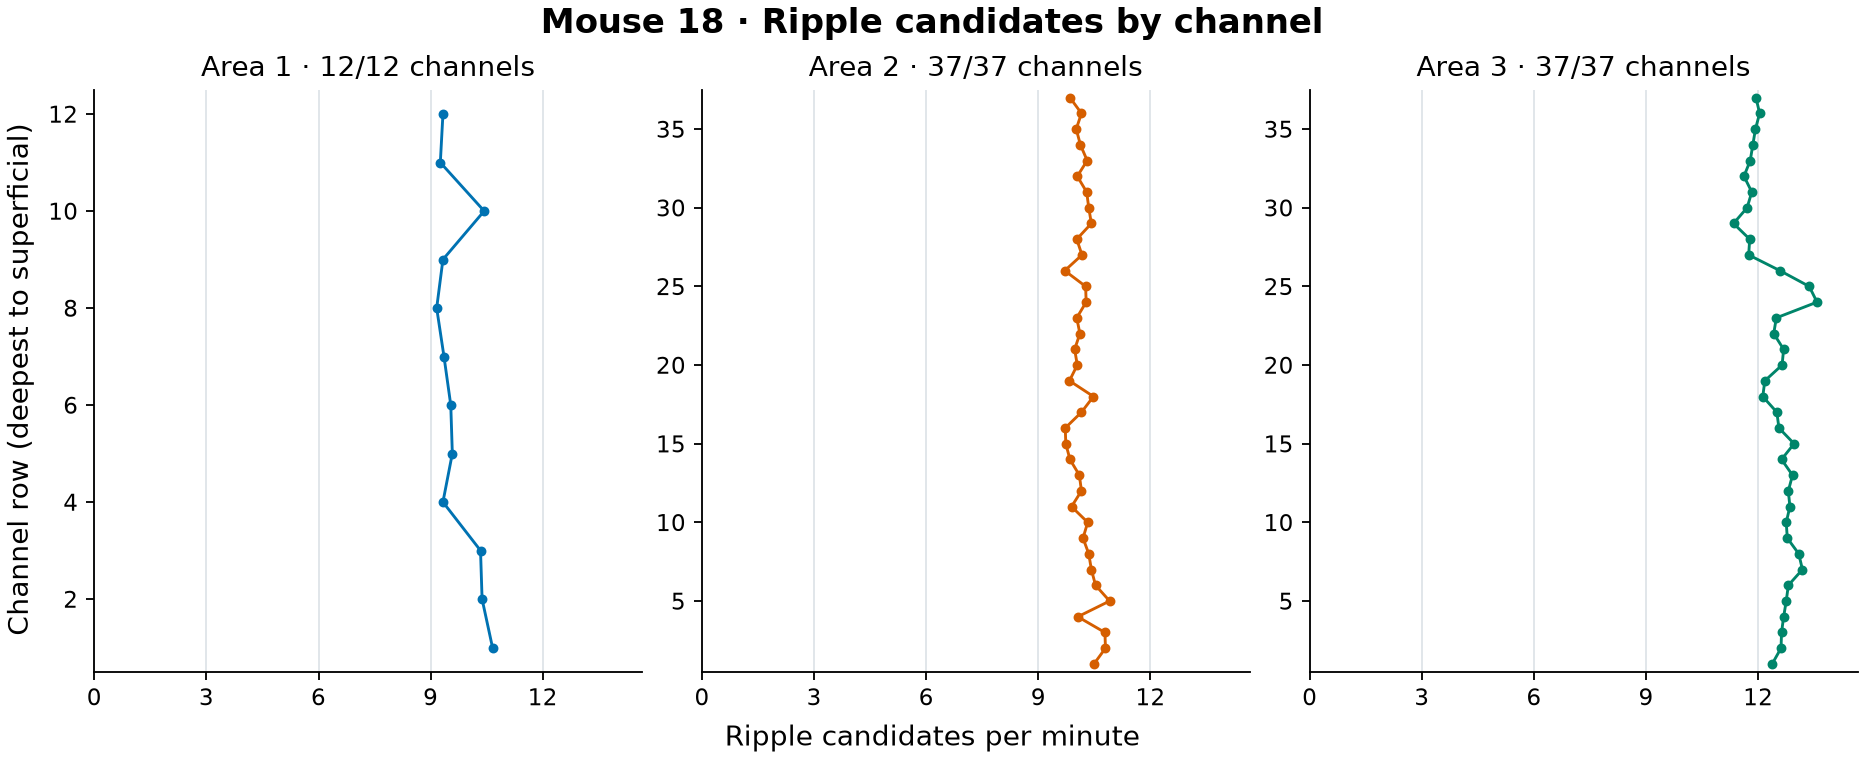 Mouse 18 · Ripple candidates by channel
Area 1 · 12/12 channels
Area 2 · 37/37 channels
Area 3 · 37/37 channels
Channel row (deepest to superficial)
12
10
8
6
4
2
0 3 6 9 12
35
30
25
20
15
10
5
0 3 6 9 12
35
30
25
20
15
10
5
0 3 6 9 12
Ripple candidates per minute